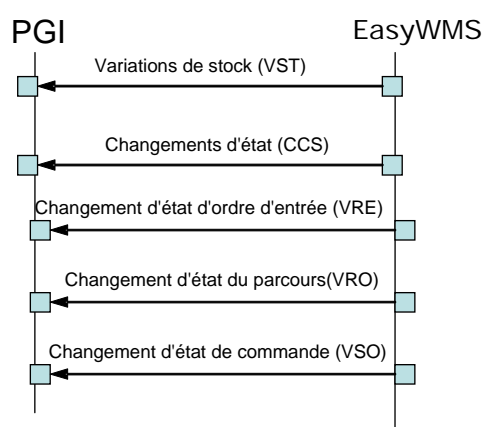 PGI
EasyWMS
Variations de stock (VST)
Changements d'état (CCS)
Changement d'état d'ordre d'entrée (VRE)
Changement d'état du parcours(VRO)
Changement d'état de commande (VSO)